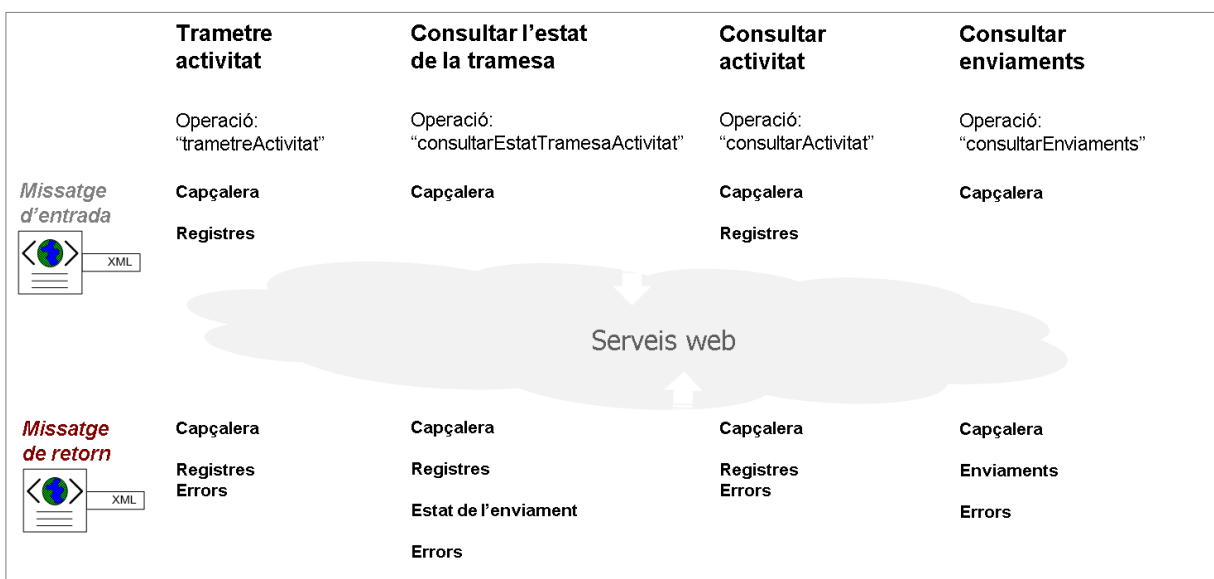 Trametre
activitat
Consultar l'estat
de la tramesa
Consultar
activitat
Consultar
enviaments
Operació:
“trametreActivitat”
Operació:
“consultarEstatTramesaActivitat”
Operació:
“consultarActivitat”
Operació:
“consultarEnviaments”
Missatge
d'entrada
XML
Capçalera
Registres
Capçalera
Capçalera
Registres
Capçalera
Serveis web
Missatge
de retorn
XML
Capçalera
Registres
Errors
Capçalera
Registres
Estat de l'enviament
Errors
Capçalera
Registres
Errors
Capçalera
Enviaments
Errors